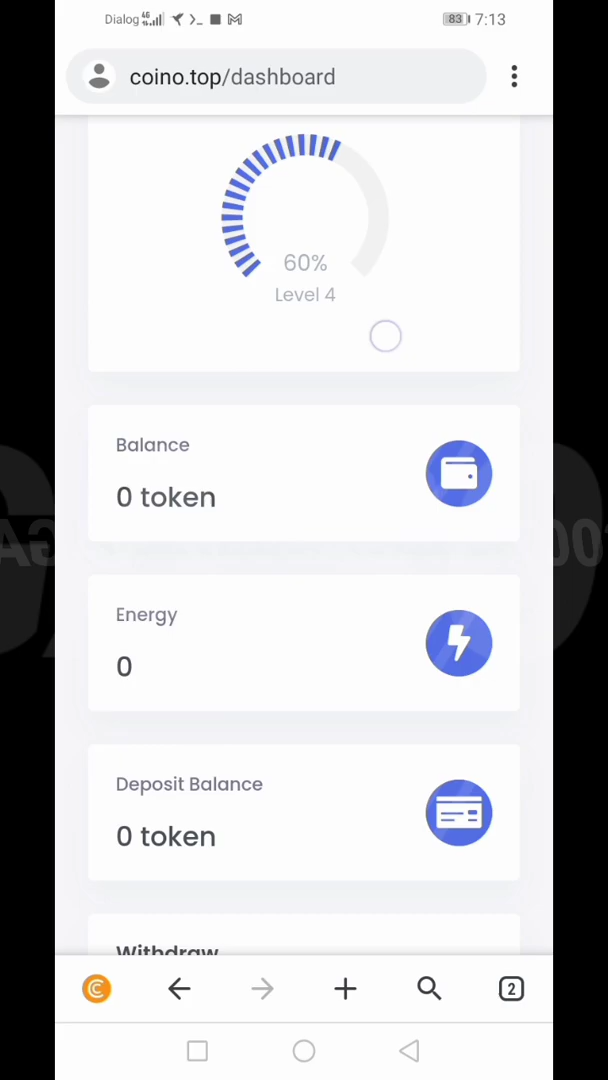 Dialog 4G 83 7:13
coino.top/dashboard
60%
Level 4
Balance
0 token
Energy
0
Deposit Balance
0 token
Withdraw
2